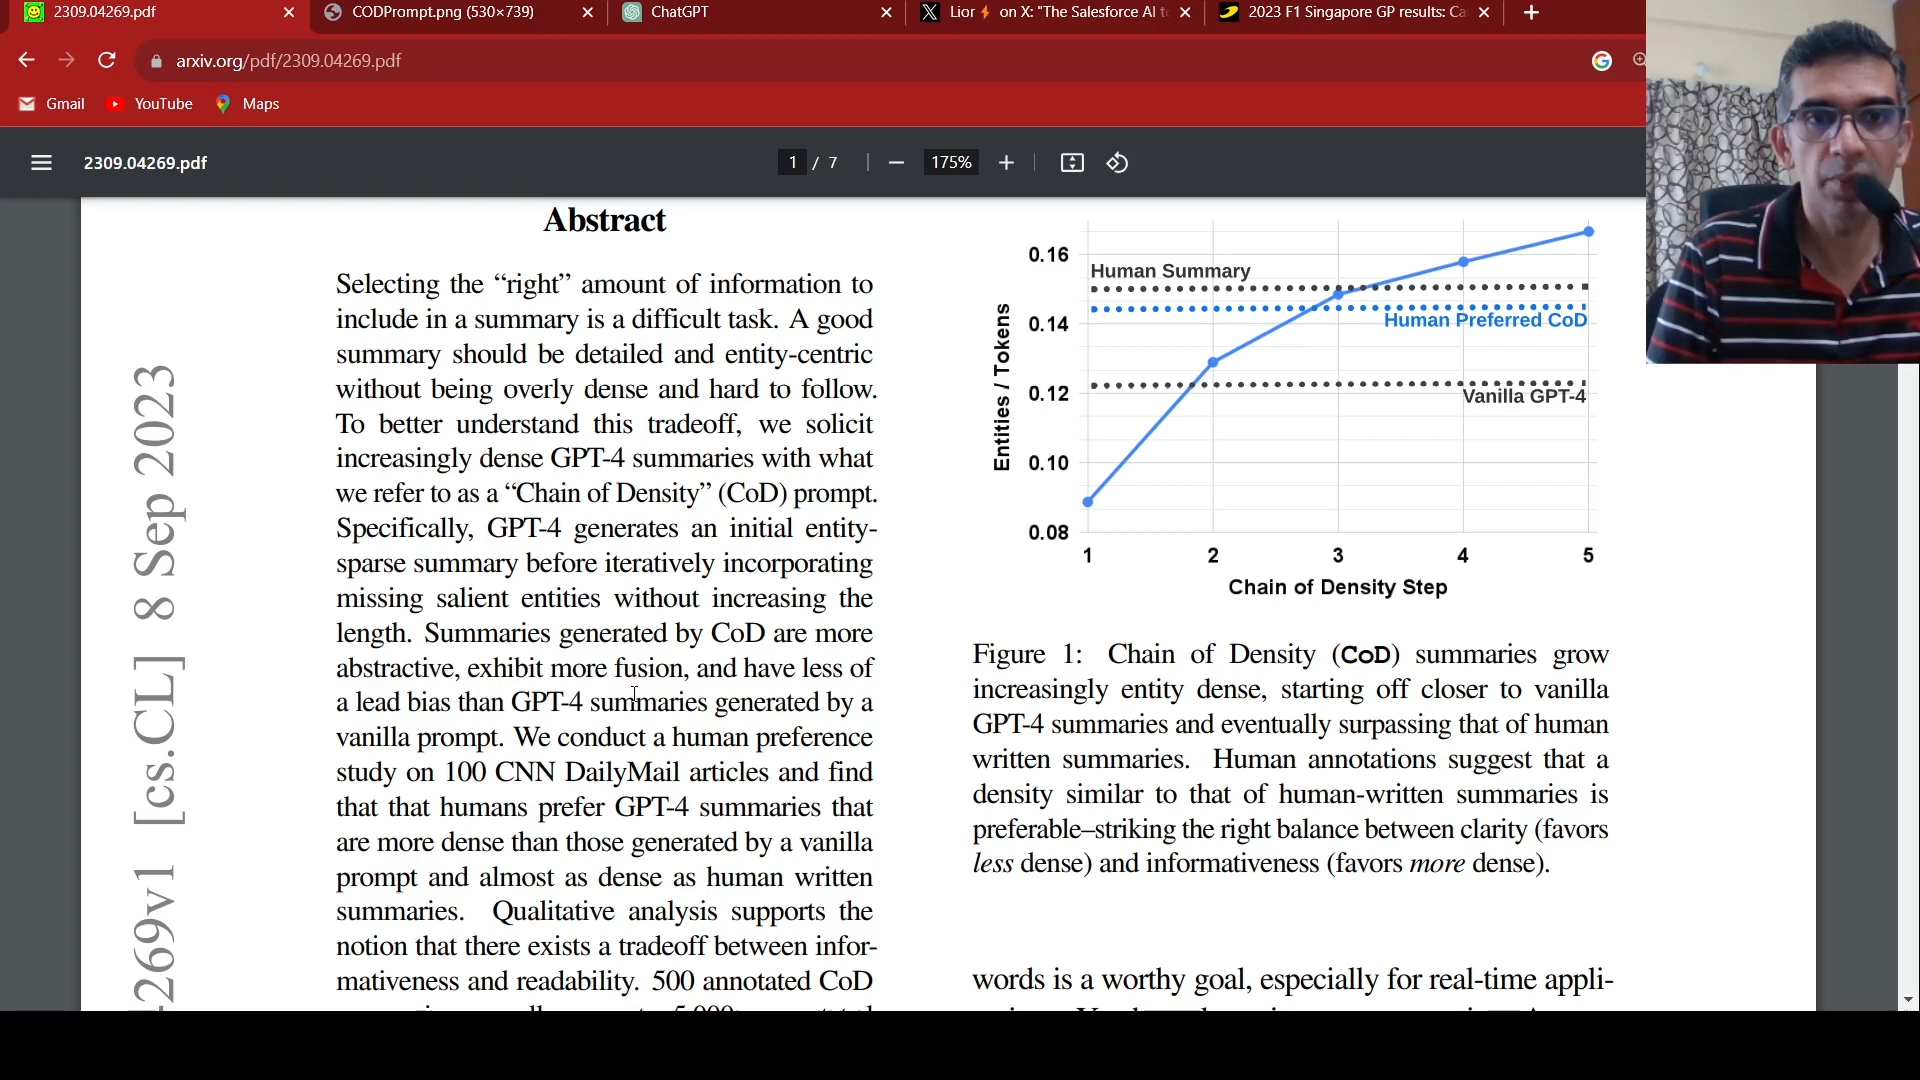 2309.04269.pdf
CODPrompt.png (530×739)
ChatGPT
Lior⚡ on X: "The Salesforce AI t
2023 F1 Singapore GP results: Ca
arxiv.org/pdf/2309.04269.pdf
Gmail
YouTube
Maps
2309.04269.pdf
1 / 7
175%
269v1 [cs.CL] 8 Sep 2023
Abstract
Selecting the “right” amount of information to
include in a summary is a difficult task. A good
summary should be detailed and entity-centric
without being overly dense and hard to follow.
To better understand this tradeoff, we solicit
increasingly dense GPT-4 summaries with what
we refer to as a “Chain of Density” (CoD) prompt.
Specifically, GPT-4 generates an initial entity-
sparse summary before iteratively incorporating
missing salient entities without increasing the
length. Summaries generated by CoD are more
abstractive, exhibit more fusion, and have less of
a lead bias than GPT-4 summaries generated by a
vanilla prompt. We conduct a human preference
study on 100 CNN DailyMail articles and find
that that humans prefer GPT-4 summaries that
are more dense than those generated by a vanilla
prompt and almost as dense as human written
summaries. Qualitative analysis supports the
notion that there exists a tradeoff between infor-
mativeness and readability. 500 annotated CoD
Entities / Tokens
0.16
0.14
0.12
0.10
0.08
Human Summary
Human Preferred CoD
Vanilla GPT-4
1 2 3 4 5
Chain of Density Step
Figure 1: Chain of Density (CoD) summaries grow
increasingly entity dense, starting off closer to vanilla
GPT-4 summaries and eventually surpassing that of human
written summaries. Human annotations suggest that a
density similar to that of human-written summaries is
preferable–striking the right balance between clarity (favors
less dense) and informativeness (favors more dense).
words is a worthy goal, especially for real-time appli-